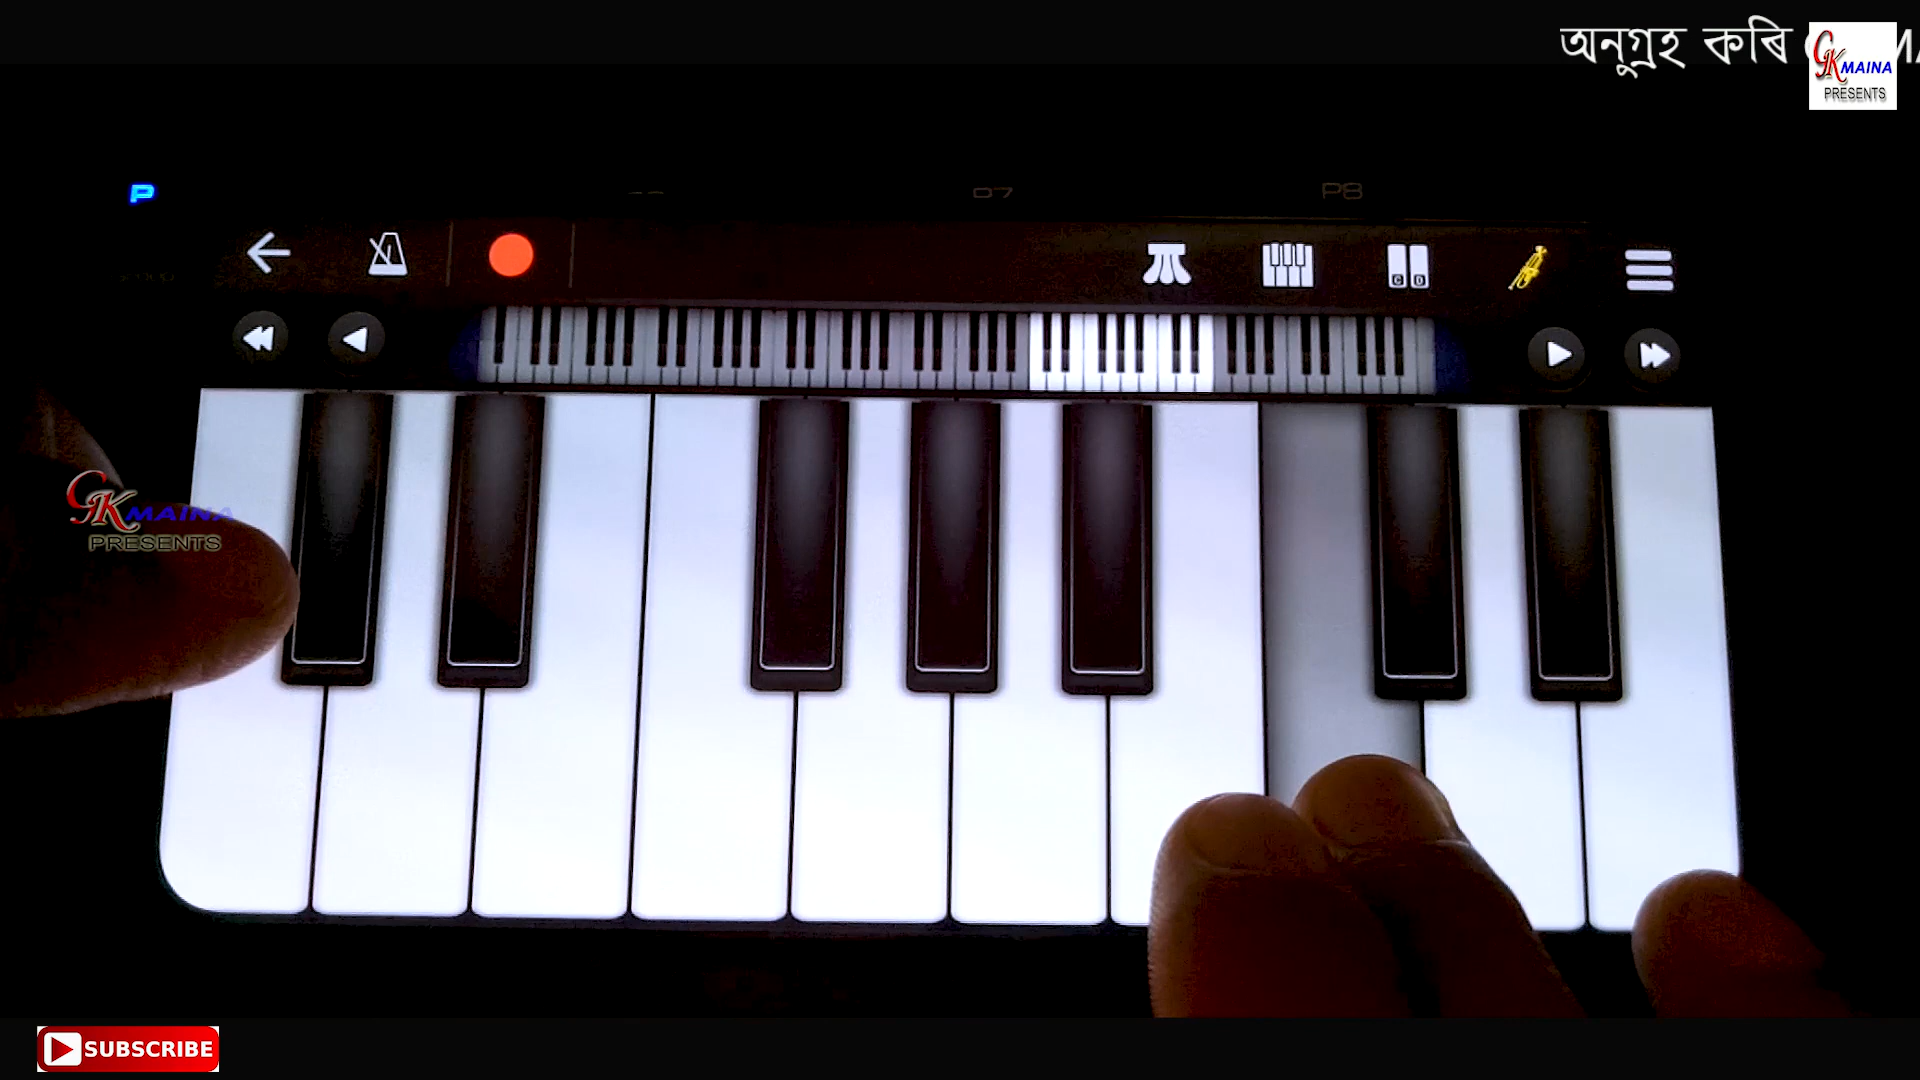 অনুগ্ৰহ কৰি
GK MAINA
PRESENTS
P
P8
C D
GK MAINA
PRESENTS
SUBSCRIBE